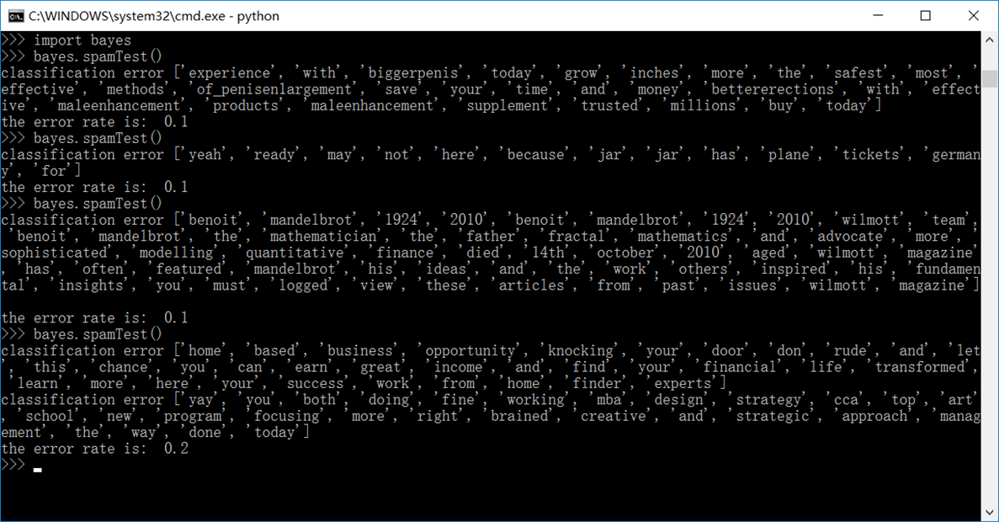 C:\WINDOWS\system32\cmd.exe - python
>>> import bayes
>>> bayes.spamTest()
classification error ['experience', 'with', 'biggerpenis', 'today', 'grow', 'inches', 'more', 'the', 'safest', 'most', '
effective', 'methods', 'of_penisenlargement', 'save', 'your', 'time', 'and', 'money', 'bettererections', 'with', 'effect
ive', 'maleenhancement', 'products', 'maleenhancement', 'supplement', 'trusted', 'millions', 'buy', 'today']
the error rate is:  0.1
>>> bayes.spamTest()
classification error ['yeah', 'ready', 'may', 'not', 'here', 'because', 'jar', 'jar', 'has', 'plane', 'tickets', 'german
y', 'for']
the error rate is:  0.1
>>> bayes.spamTest()
classification error ['benoit', 'mandelbrot', '1924', '2010', 'benoit', 'mandelbrot', '1924', '2010', 'wilmott', 'team',
 'benoit', 'mandelbrot', 'the', 'mathematician', 'the', 'father', 'fractal', 'mathematics', 'and', 'advocate', 'more', '
sophisticated', 'modelling', 'quantitative', 'finance', 'died', '14th', 'october', '2010', 'aged', 'wilmott', 'magazine'
, 'has', 'often', 'featured', 'mandelbrot', 'his', 'ideas', 'and', 'the', 'work', 'others', 'inspired', 'his', 'fundamen
tal', 'insights', 'you', 'must', 'logged', 'view', 'these', 'articles', 'from', 'past', 'issues', 'wilmott', 'magazine']
the error rate is:  0.1
>>> bayes.spamTest()
classification error ['home', 'based', 'business', 'opportunity', 'knocking', 'your', 'door', 'don', 'rude', 'and', 'let
', 'this', 'chance', 'you', 'can', 'earn', 'great', 'income', 'and', 'find', 'your', 'financial', 'life', 'transformed',
 'learn', 'more', 'here', 'your', 'success', 'work', 'from', 'home', 'finder', 'experts']
classification error ['yay', 'you', 'both', 'doing', 'fine', 'working', 'mba', 'design', 'strategy', 'cca', 'top', 'art'
, 'school', 'new', 'program', 'focusing', 'more', 'right', 'brained', 'creative', 'and', 'strategic', 'approach', 'manag
ement', 'the', 'way', 'done', 'today']
the error rate is:  0.2
>>>